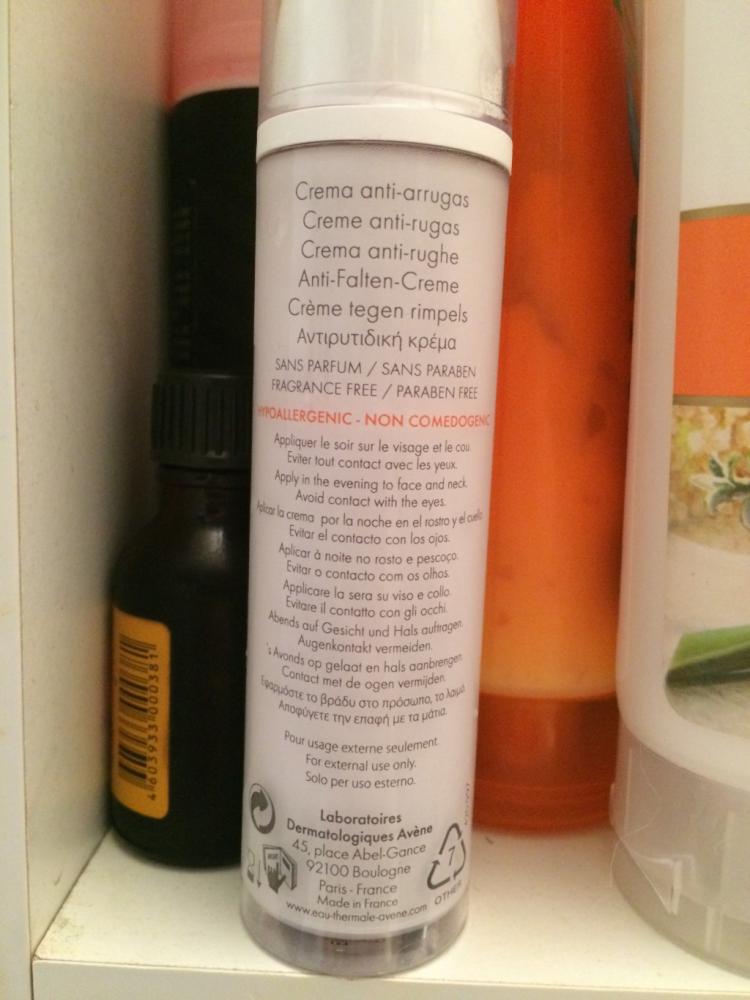 Crema anti-arrugas
Creme anti-rugas
Crema anti-rughe
Anti-Falten-Creme
Crème tegen rimpels
Αντιρυτιδική κρέμα
SANS PARFUM / SANS PARABEN
FRAGRANCE FREE / PARABEN FREE
HYPOALLERGENIC - NON COMEDOGENIC
Appliquer le soir sur le visage et le cou.
Eviter tout contact avec les yeux.
Apply in the evening to face and neck.
Avoid contact with the eyes.
Aplicar la crema por la noche en el rostro y el cuello.
Evitar el contacto con los ojos.
Aplicar à noite no rosto e pescoço.
Evitar o contacto com os olhos.
Applicare la sera su viso e collo.
Evitare il contatto con gli occhi.
Abends auf Gesicht und Hals auftragen.
Augenkontakt vermeiden.
's Avonds op gelaat en hals aanbrengen.
Contact met de ogen vermijden.
Εφαρμόστε το βράδυ στο πρόσωπο, το λαιμό.
Αποφύγετε την επαφή με τα μάτια.
Pour usage externe seulement.
For external use only.
Solo per uso esterno.
Laboratoires
Dermatologiques Avène
45, place Abel-Gance
92100 Boulogne
Paris - France
Made in France
www.eau-thermale-avene.com
7
OTHER
4603933000381